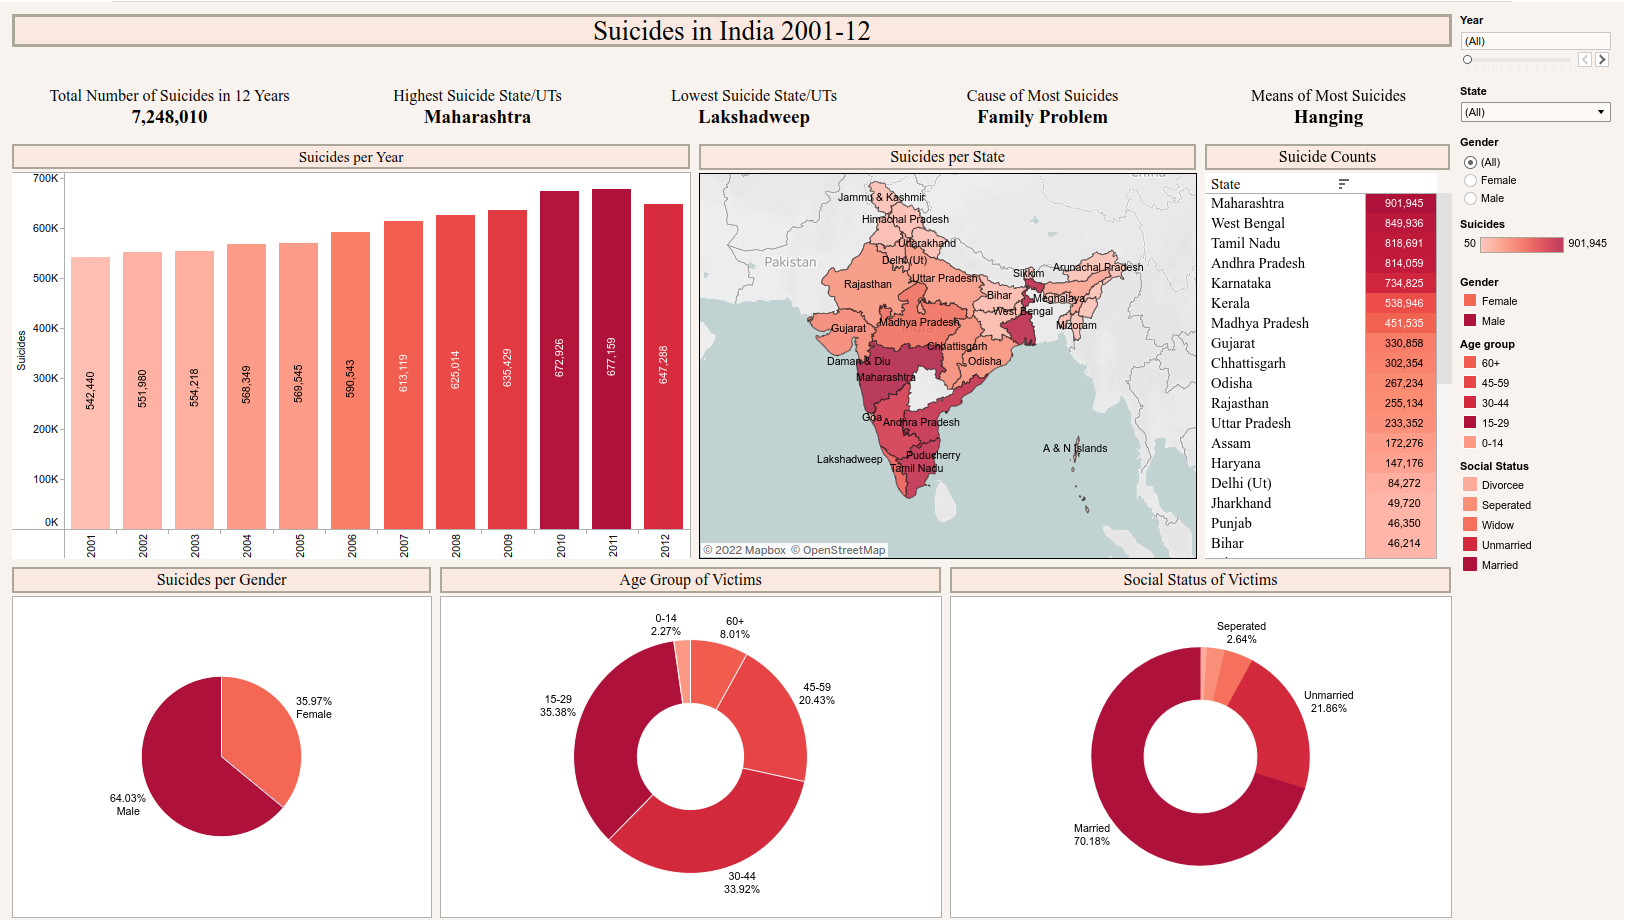 Suicides in India 2001-12
Total Number of Suicides in 12 Years
7,248,010
Highest Suicide State/UTs
Maharashtra
Lowest Suicide State/UTs
Lakshadweep
Cause of Most Suicides
Family Problem
Means of Most Suicides
Hanging
Suicides per Year
Suicides
700K
600K
500K
400K
300K
200K
100K
0K
542,440
551,980
554,218
568,349
569,545
590,543
613,119
625,014
635,429
672,926
677,159
647,288
2001
2002
2003
2004
2005
2006
2007
2008
2009
2010
2011
2012
Suicides per State
Pakistan
Jammu & Kashmir
Himachal Pradesh
Uttarakhand
Delhi (Ut)
Uttar Pradesh
Rajasthan
Sikkim
Arunachal Pradesh
Bihar
Meghalaya
West Bengal
Mizoram
Gujarat
Madhya Pradesh
Chhattisgarh
Odisha
Daman & Diu
Maharashtra
Goa
Andhra Pradesh
Lakshadweep
Puducherry
Tamil Nadu
A & N Islands
© 2022 Mapbox © OpenStreetMap
Suicide Counts
State
Maharashtra 901,945
West Bengal 849,936
Tamil Nadu 818,691
Andhra Pradesh 814,059
Karnataka 734,825
Kerala 538,946
Madhya Pradesh 451,535
Gujarat 330,858
Chhattisgarh 302,354
Odisha 267,234
Rajasthan 255,134
Uttar Pradesh 233,352
Assam 172,276
Haryana 147,176
Delhi (Ut) 84,272
Jharkhand 49,720
Punjab 46,350
Bihar 46,214
Suicides per Gender
35.97%
Female
64.03%
Male
Age Group of Victims
0-14
2.27%
60+
8.01%
45-59
20.43%
15-29
35.38%
30-44
33.92%
Social Status of Victims
Seperated
2.64%
Unmarried
21.86%
Married
70.18%
Year
(All)
State
(All)
Gender
(All)
Female
Male
Suicides
50 901,945
Gender
Female
Male
Age group
60+
45-59
30-44
15-29
0-14
Social Status
Divorcee
Seperated
Widow
Unmarried
Married